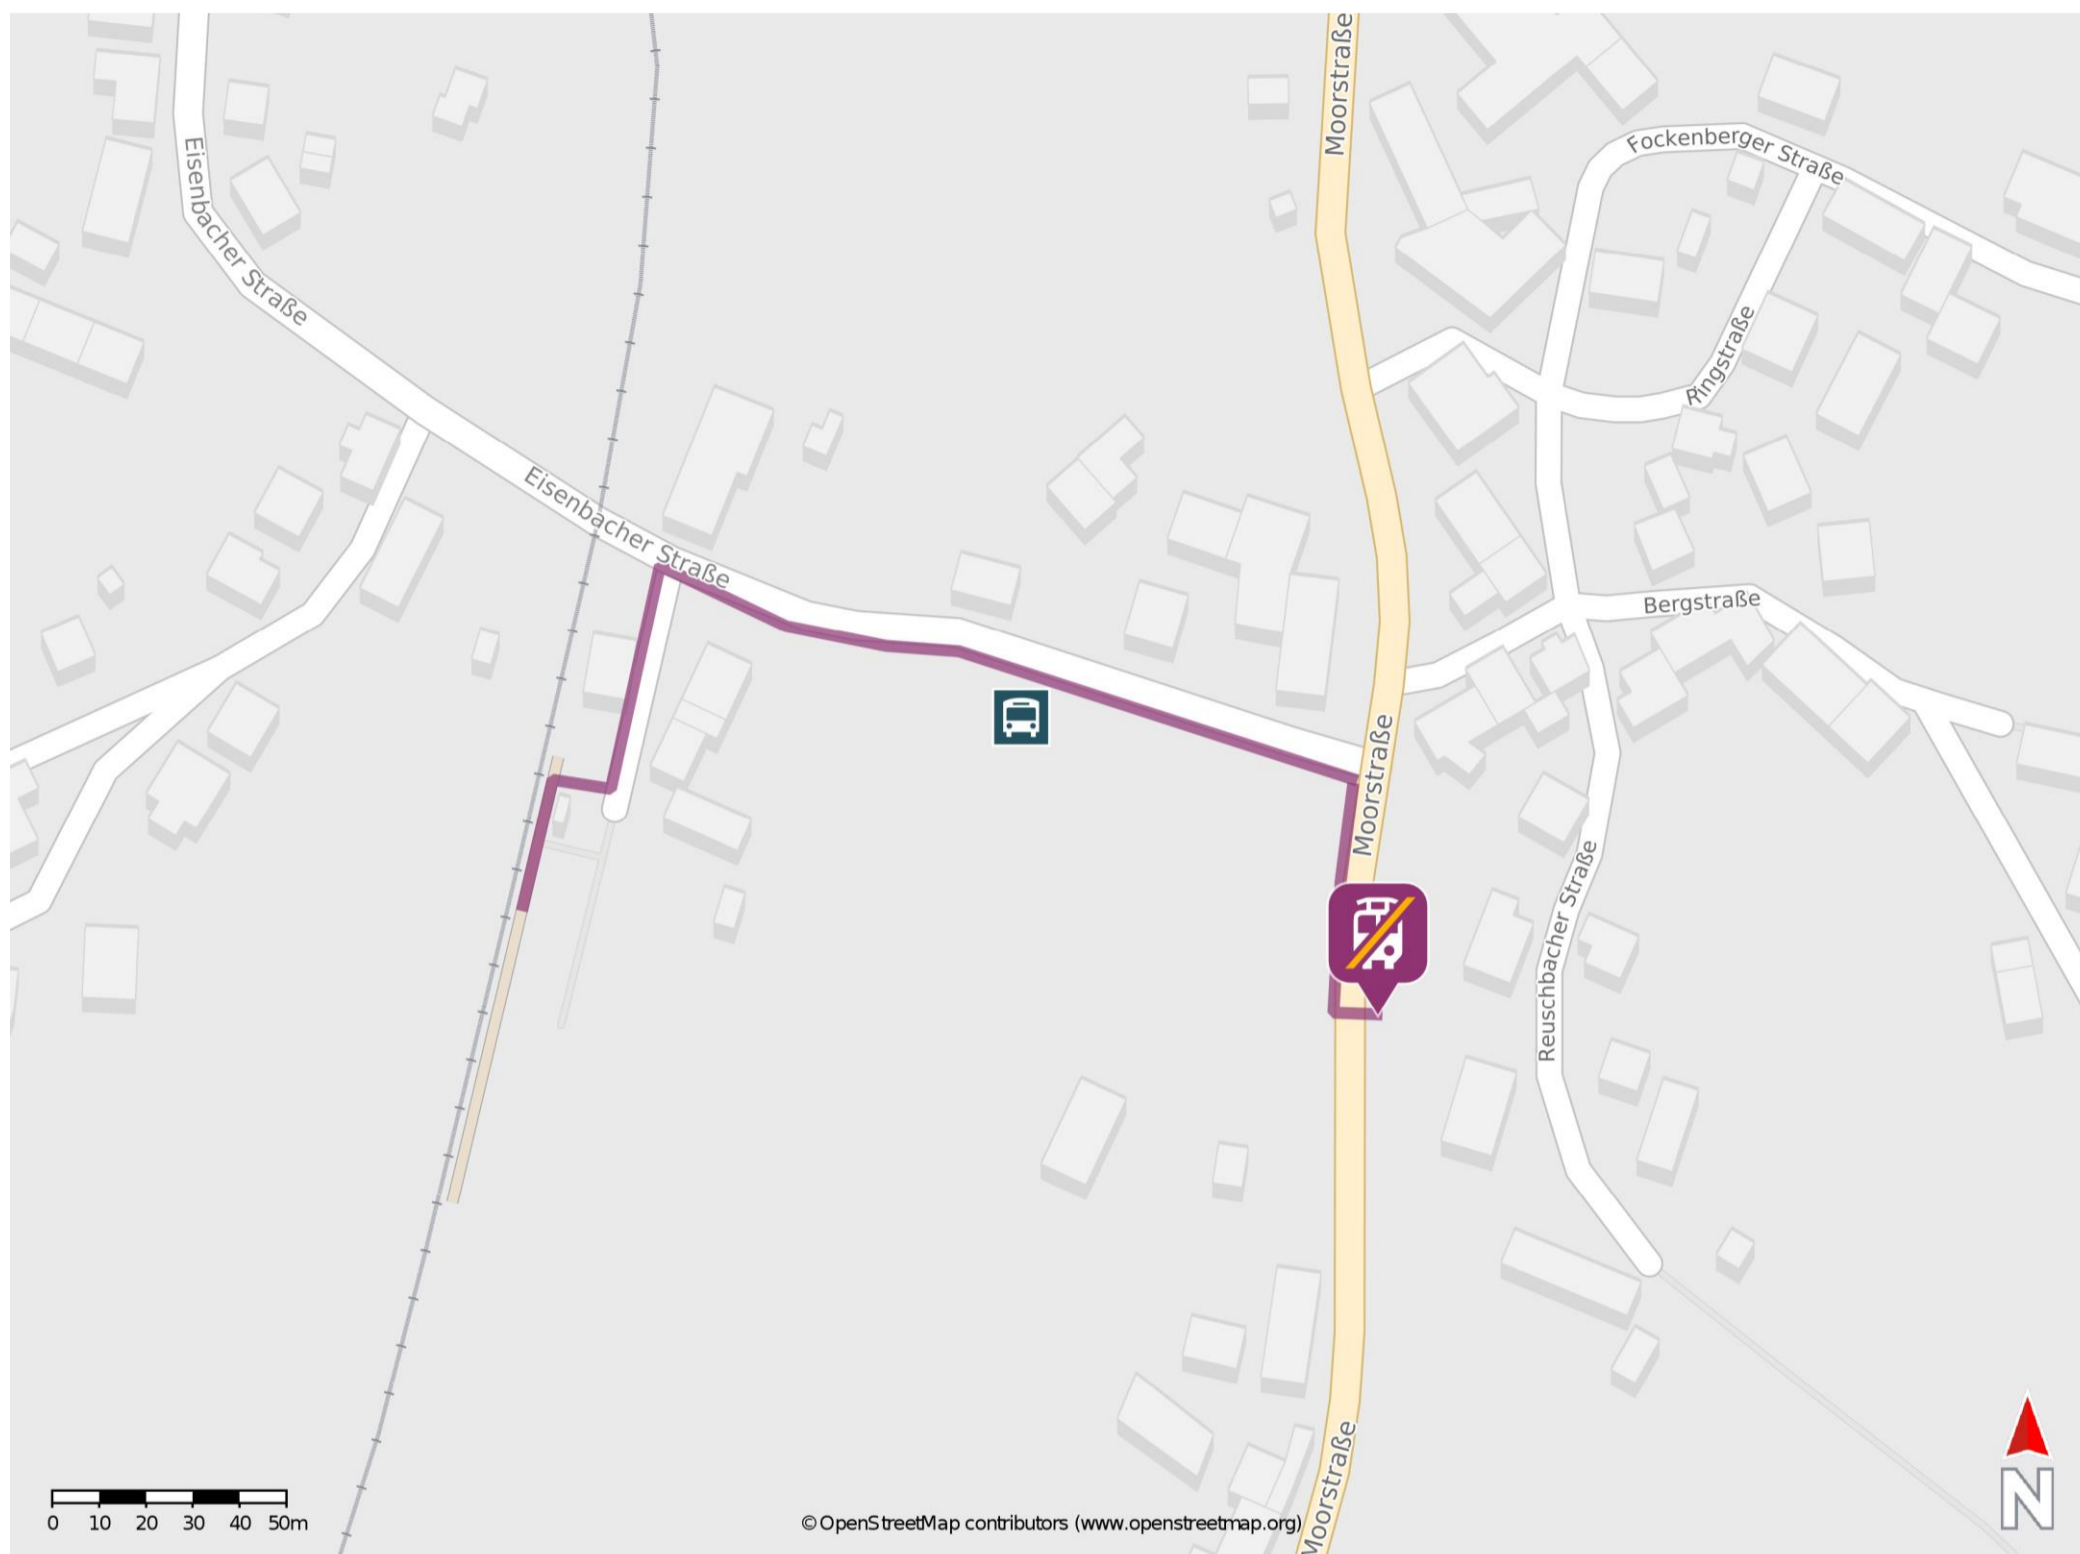 Moorstraße
Fockenberger Straße
Eisenbacher Straße
Ringstraße
Eisenbacher Straße
Bergstraße
Moorstraße
Reuschbacher Straße
Moorstraße
0 10 20 30 40 50m
© OpenStreetMap contributors (www.openstreetmap.org)
N